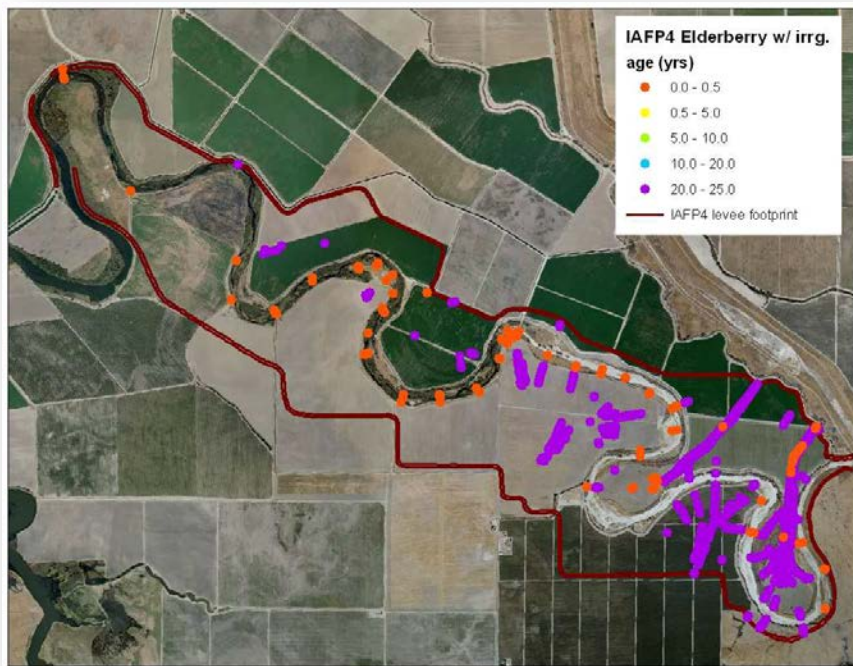 IAFP4 Elderberry w/ irrg.
age (yrs)
0.0 - 0.5
0.5 - 5.0
5.0 - 10.0
10.0 - 20.0
20.0 - 25.0
IAFP4 levee footprint